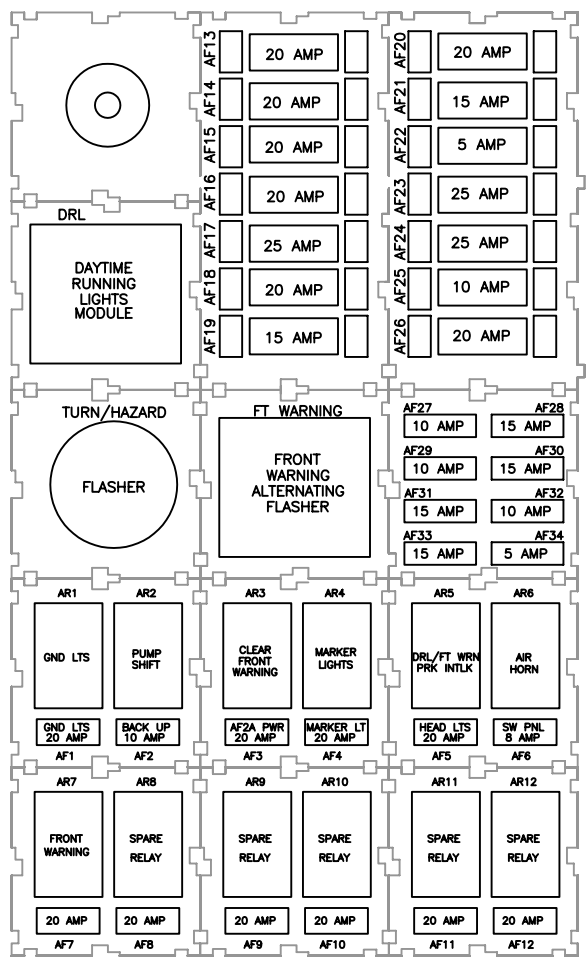 AF13
20 AMP
AF14
20 AMP
AF15
20 AMP
AF16
20 AMP
AF17
25 AMP
AF18
20 AMP
AF19
15 AMP
AF20
20 AMP
AF21
15 AMP
AF22
5 AMP
AF23
25 AMP
AF24
25 AMP
AF25
10 AMP
AF26
20 AMP
DRL
DAYTIME
RUNNING
LIGHTS
MODULE
TURN/HAZARD
FLASHER
FT WARNING
FRONT
WARNING
ALTERNATING
FLASHER
AF27
10 AMP
AF28
15 AMP
AF29
10 AMP
AF30
15 AMP
AF31
15 AMP
AF32
10 AMP
AF33
15 AMP
AF34
5 AMP
AR1
GND LTS
GND LTS
20 AMP
AF1
AR2
PUMP
SHIFT
BACK UP
10 AMP
AF2
AR3
CLEAR
FRONT
WARNING
AF2A PWR
20 AMP
AF3
AR4
MARKER
LIGHTS
MARKER LT
20 AMP
AF4
AR5
DRL/FT WRN
PRK INTLK
HEAD LTS
20 AMP
AF5
AR6
AIR
HORN
SW PNL
8 AMP
AF6
AR7
FRONT
WARNING
20 AMP
AF7
AR8
SPARE
RELAY
20 AMP
AF8
AR9
SPARE
RELAY
20 AMP
AF9
AR10
SPARE
RELAY
20 AMP
AF10
AR11
SPARE
RELAY
20 AMP
AF11
AR12
SPARE
RELAY
20 AMP
AF12